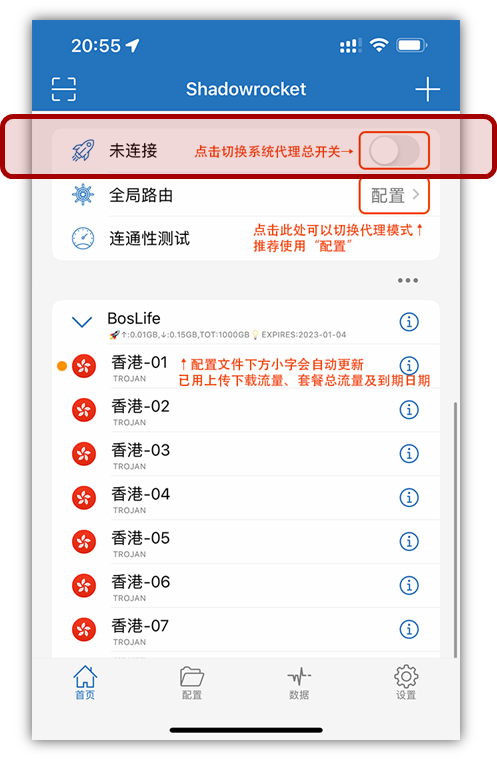 20:55
Shadowrocket
未连接
点击切换系统代理总开关→
全局路由
配置
连通性测试
点击此处可以切换代理模式↑
推荐使用“配置”
BosLife
🚀↑:0.01GB,↓:0.15GB,TOT:1000GB💡EXPIRES:2023-01-04
香港-01
TROJAN
↑配置文件下方小字会自动更新
已用上传下载流量、套餐总流量及到期日期
香港-02
TROJAN
香港-03
TROJAN
香港-04
TROJAN
香港-05
TROJAN
香港-06
TROJAN
香港-07
TROJAN
首页
配置
数据
设置